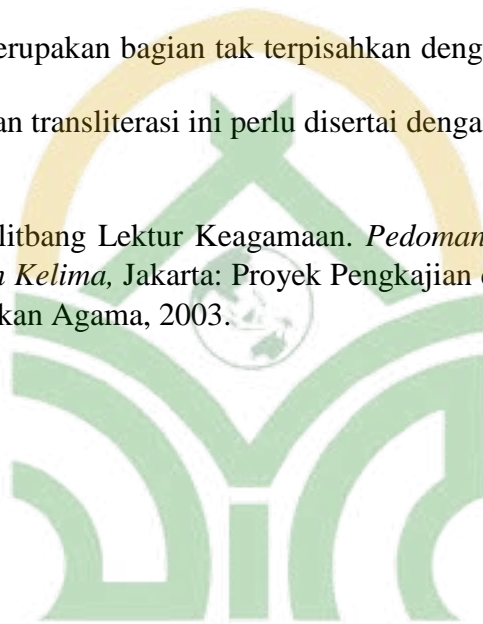 erupakan bagian tak terpisahkan deng
an transliterasi ini perlu disertai denga
litbang Lektur Keagamaan. Pedoman
n Kelima, Jakarta: Proyek Pengkajian
kan Agama, 2003.